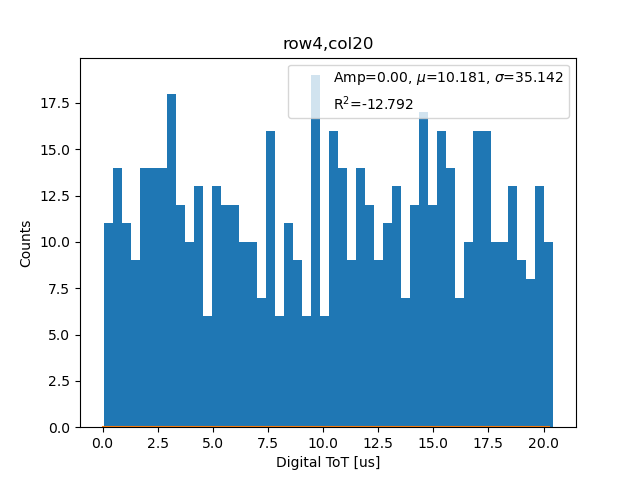 row4,col20
Amp=0.00, μ=10.181, σ=35.142
R²=-12.792
17.5
15.0
12.5
10.0
7.5
5.0
2.5
0.0
Counts
0.0 2.5 5.0 7.5 10.0 12.5 15.0 17.5 20.0
Digital ToT [us]